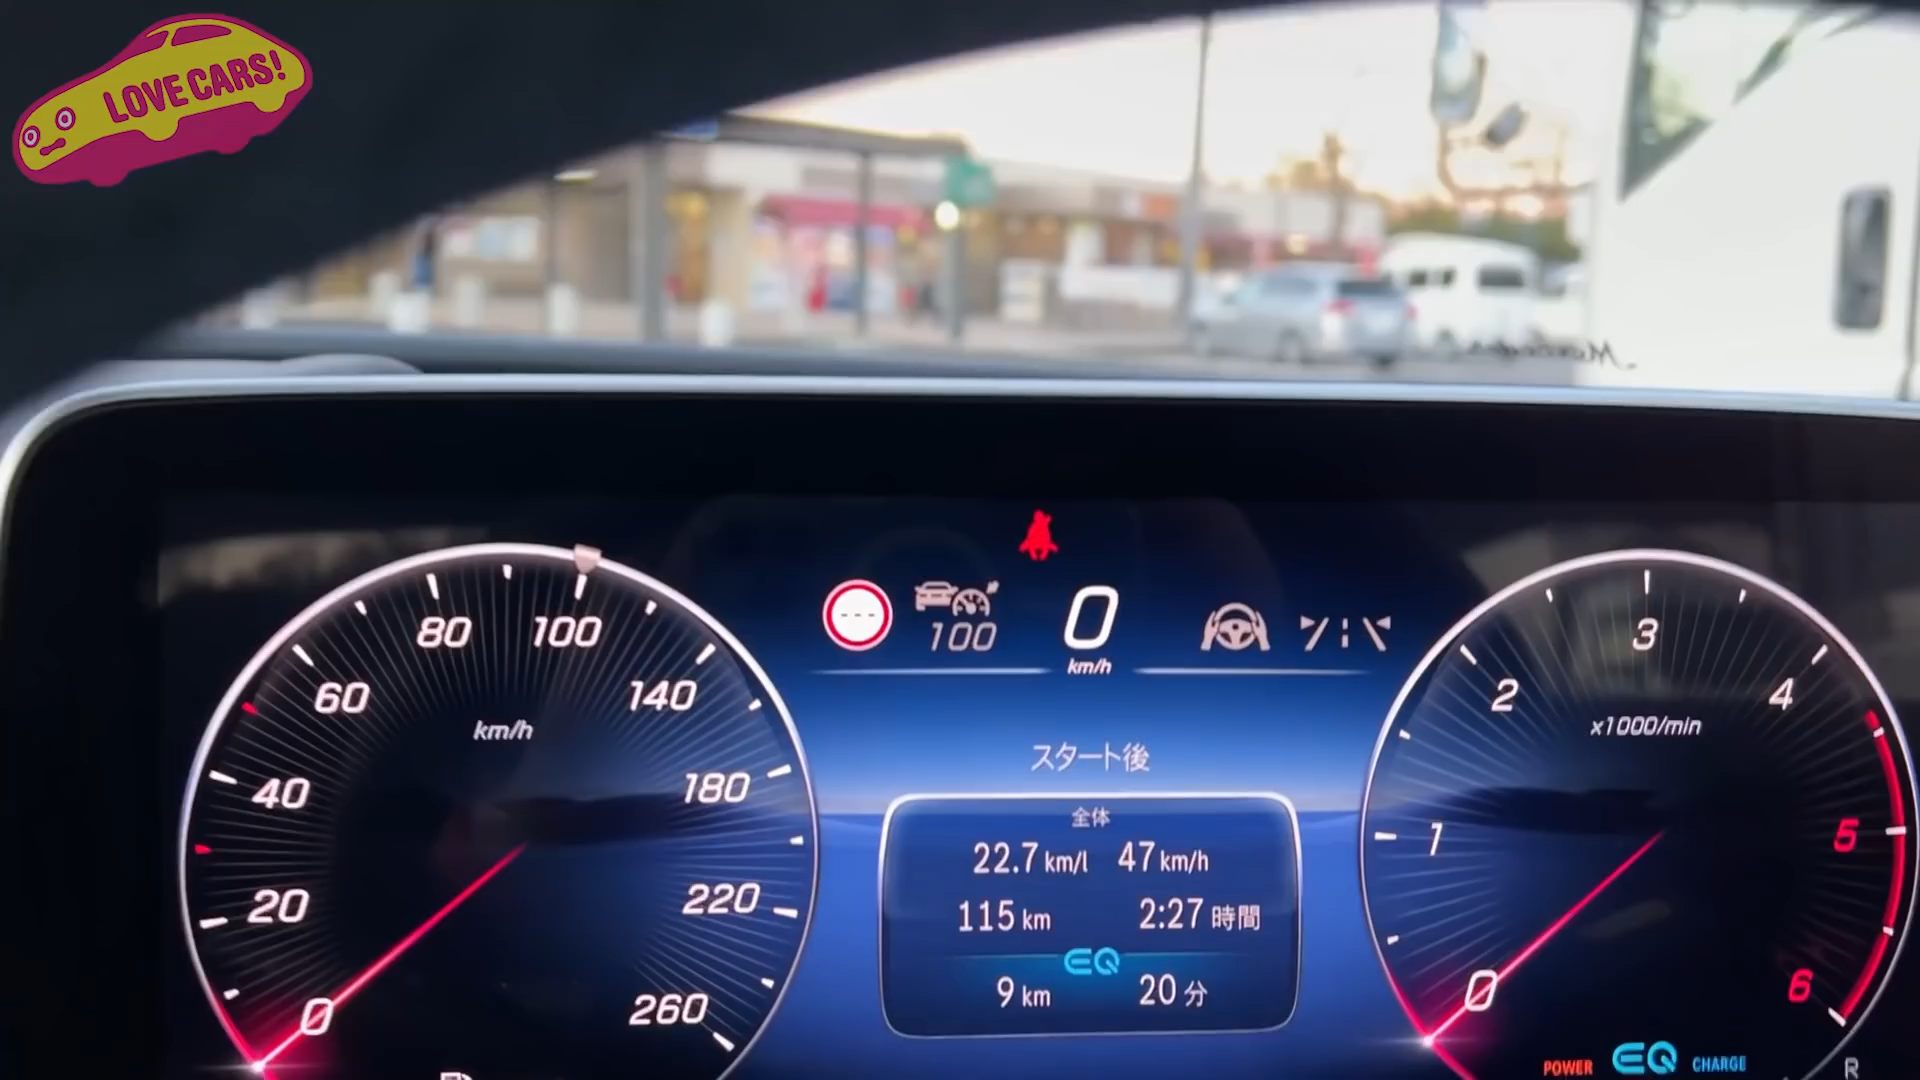 LOVE CARS!
100
0
km/h
0
20
40
60
80
100
140
180
220
260
km/h
スタート後
全体
22.7 km/l 47 km/h
115 km 2:27 時間
EQ
9 km 20 分
0
1
2
3
4
5
6
x1000/min
POWER EQ CHARGE
R